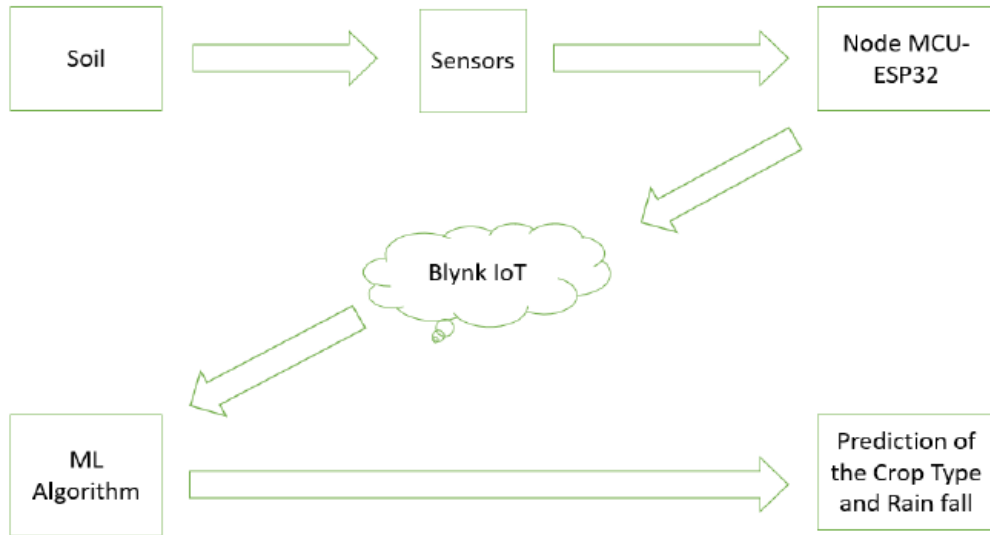 Soil
Sensors
Node MCU-
ESP32
Blynk IoT
ML
Algorithm
Prediction of
the Crop Type
and Rain fall